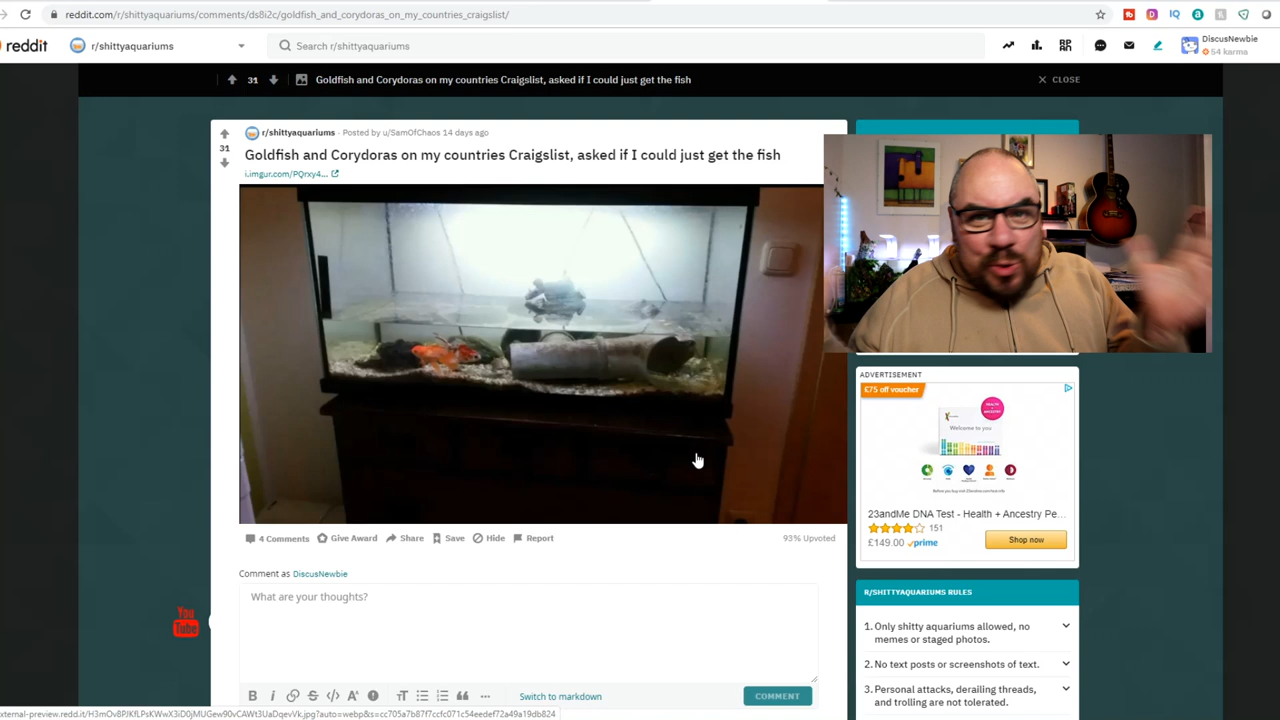 reddit.com/r/shittyaquariums/comments/ds8i2c/goldfish_and_corydoras_on_my_countries_craigslist/
reddit
r/shittyaquariums
Search r/shittyaquariums
DiscusNewbie
54 karma
31
Goldfish and Corydoras on my countries Craigslist, asked if I could just get the fish
CLOSE
r/shittyaquariums · Posted by u/SamOfChaos 14 days ago
31
Goldfish and Corydoras on my countries Craigslist, asked if I could just get the fish
i.imgur.com/PQrxy4...
4 Comments
Give Award
Share
Save
Hide
Report
93% Upvoted
Comment as DiscusNewbie
What are your thoughts?
Switch to markdown
COMMENT
You
Tube
ADVERTISEMENT
£75 off voucher
HEALTH + ANCESTRY
Welcome to you
23andMe DNA Test - Health + Ancestry Pe...
151
£149.00 prime
Shop now
R/SHITTYAQUARIUMS RULES
1. Only shitty aquariums allowed, no
memes or staged photos.
2. No text posts or screenshots of text.
3. Personal attacks, derailing threads,
and trolling are not tolerated.